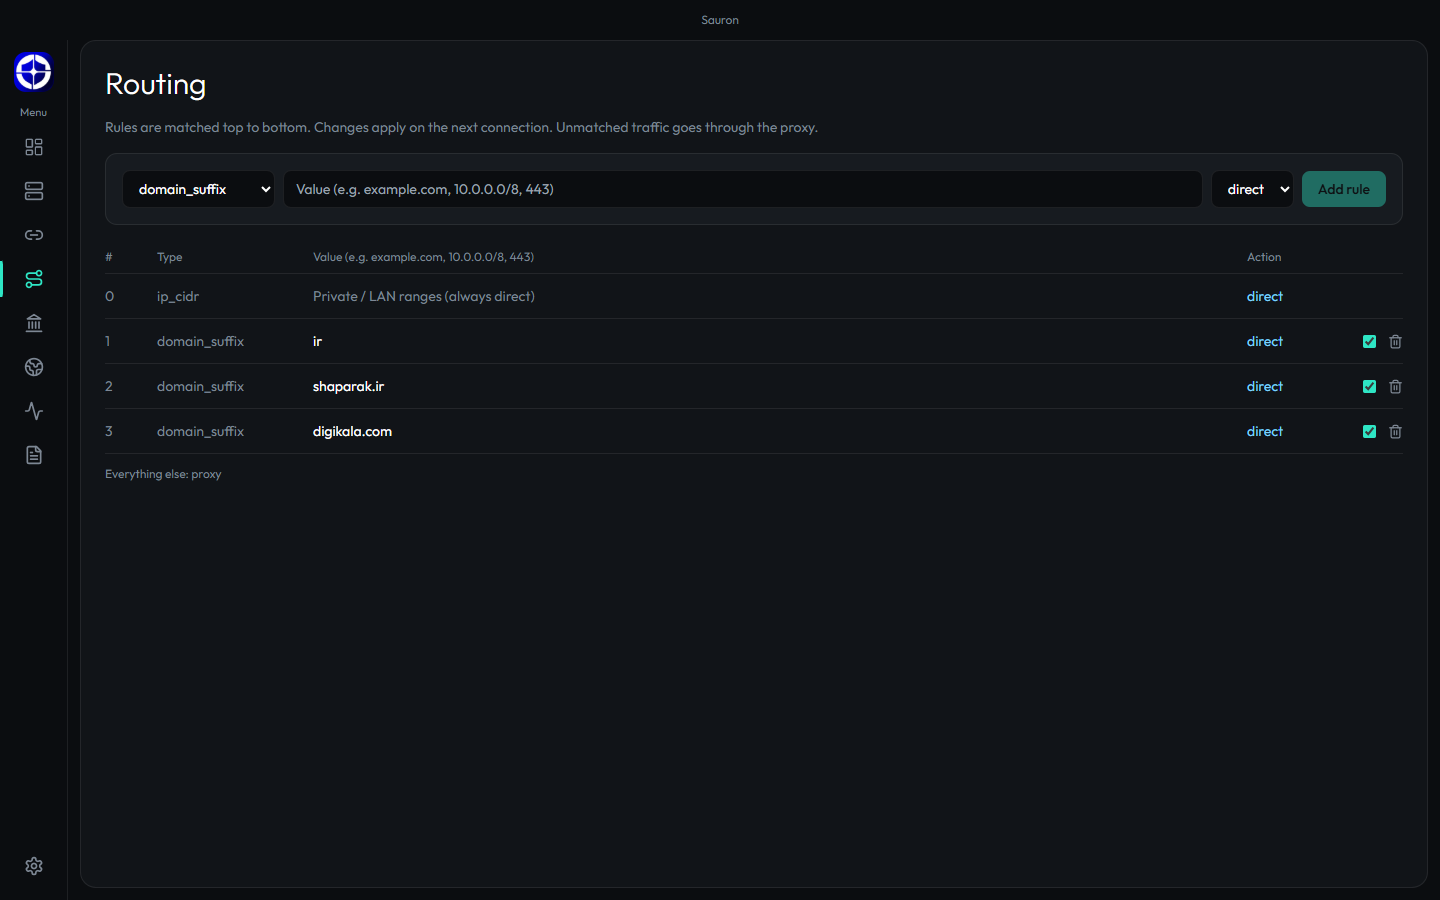 Sauron
Menu
Routing
Rules are matched top to bottom. Changes apply on the next connection. Unmatched traffic goes through the proxy.
domain_suffix Value (e.g. example.com, 10.0.0.0/8, 443) direct Add rule
# Type Value (e.g. example.com, 10.0.0.0/8, 443) Action
0 ip_cidr Private / LAN ranges (always direct) direct
1 domain_suffix ir direct
2 domain_suffix shaparak.ir direct
3 domain_suffix digikala.com direct
Everything else: proxy